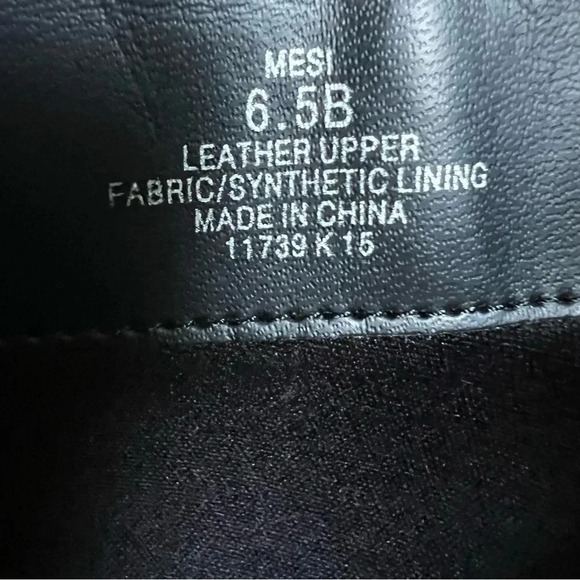 MESI
6.5B
LEATHER UPPER
FABRIC/SYNTHETIC LINING
MADE IN CHINA
11739 K 15